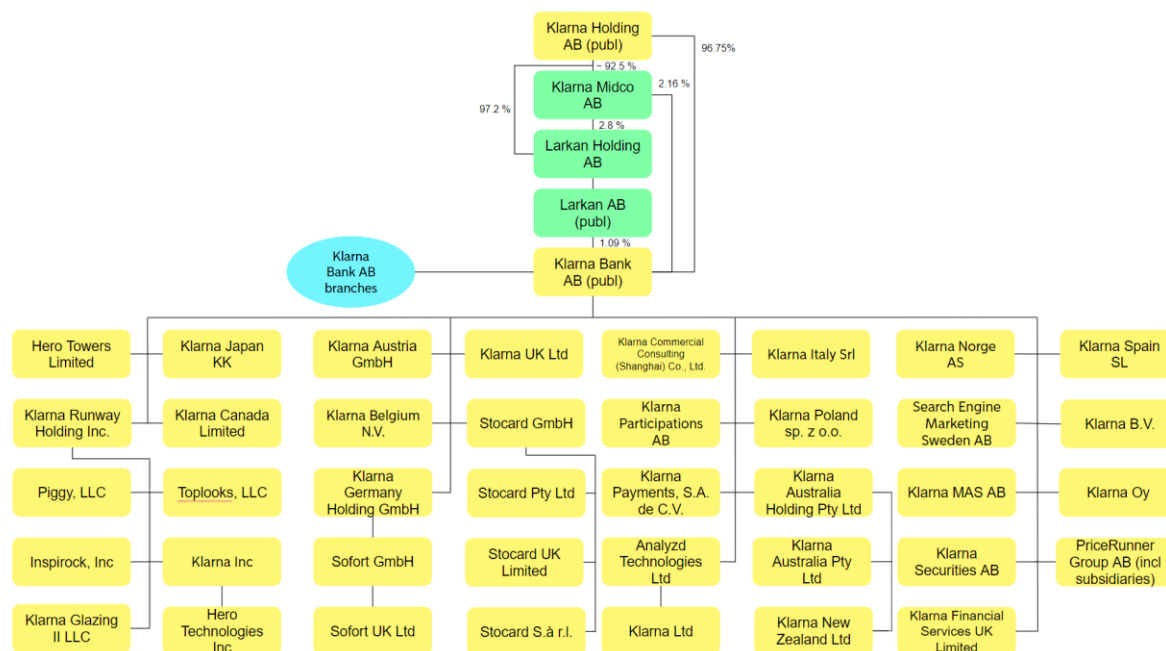 Klarna Holding
AB (publ)
96.75%
~ 92.5 %
Klarna Midco
AB
2.16 %
97.2 %
2.8 %
Larkan Holding
AB
Larkan AB
(publ)
1.09 %
Klarna
Bank AB
branches
Klarna Bank
AB (publ)
Hero Towers
Limited
Klarna Japan
KK
Klarna Austria
GmbH
Klarna UK Ltd
Klarna Commercial
Consulting
(Shanghai) Co., Ltd.
Klarna Italy Srl
Klarna Norge
AS
Klarna Spain
SL
Klarna Runway
Holding Inc.
Klarna Canada
Limited
Klarna Belgium
N.V.
Stocard GmbH
Klarna
Participations
AB
Klarna Poland
sp. z o.o.
Search Engine
Marketing
Sweden AB
Klarna B.V.
Piggy, LLC
Toplooks, LLC
Klarna
Germany
Holding GmbH
Stocard Pty Ltd
Klarna
Payments, S.A.
de C.V.
Klarna
Australia
Holding Pty Ltd
Klarna MAS AB
Klarna Oy
Inspirock, Inc
Klarna Inc
Sofort GmbH
Stocard UK
Limited
Analyzd
Technologies
Ltd
Klarna
Australia Pty
Ltd
Klarna
Securities AB
PriceRunner
Group AB (incl
subsidiaries)
Klarna Glazing
II LLC
Hero
Technologies
Inc
Sofort UK Ltd
Stocard S.à r.l.
Klarna Ltd
Klarna New
Zealand Ltd
Klarna Financial
Services UK
Limited